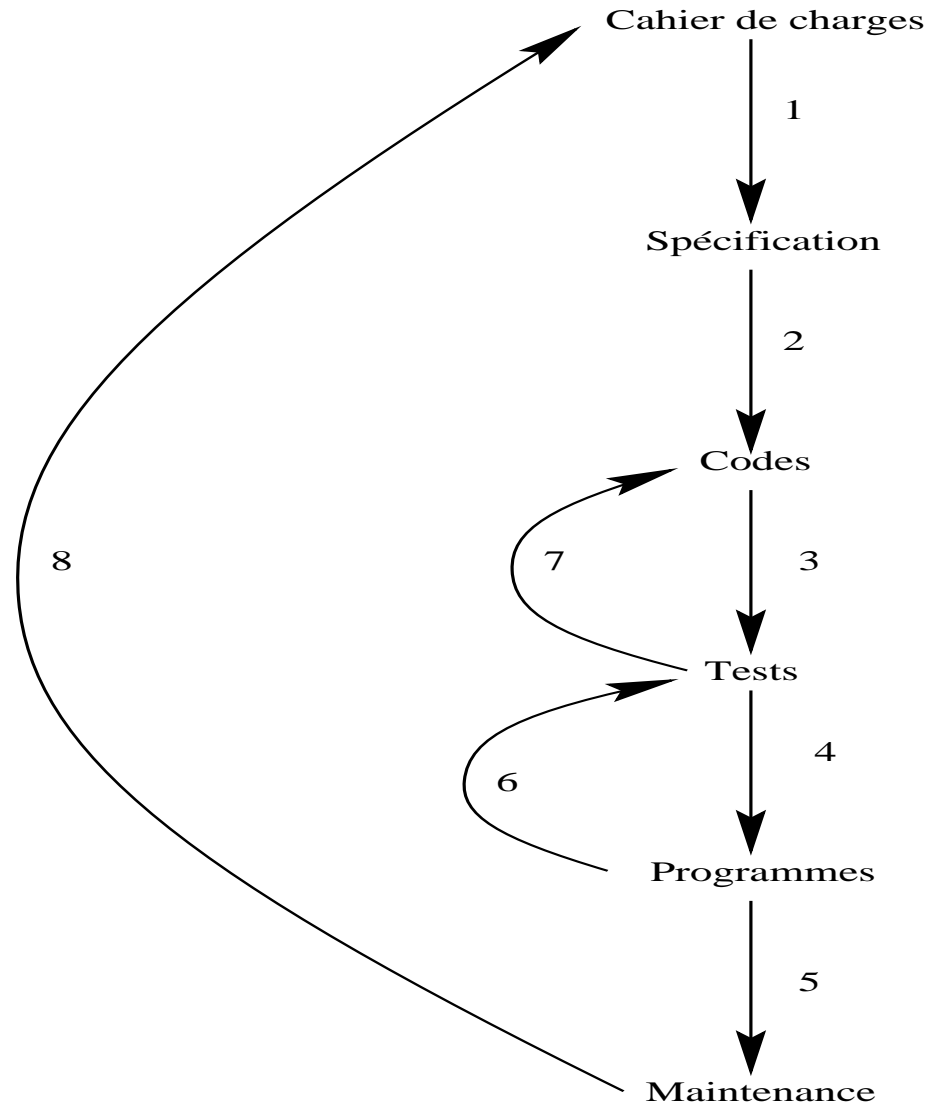 Cahier de charges
1
Spécification
2
Codes
8
7
3
Tests
4
6
Programmes
5
Maintenance